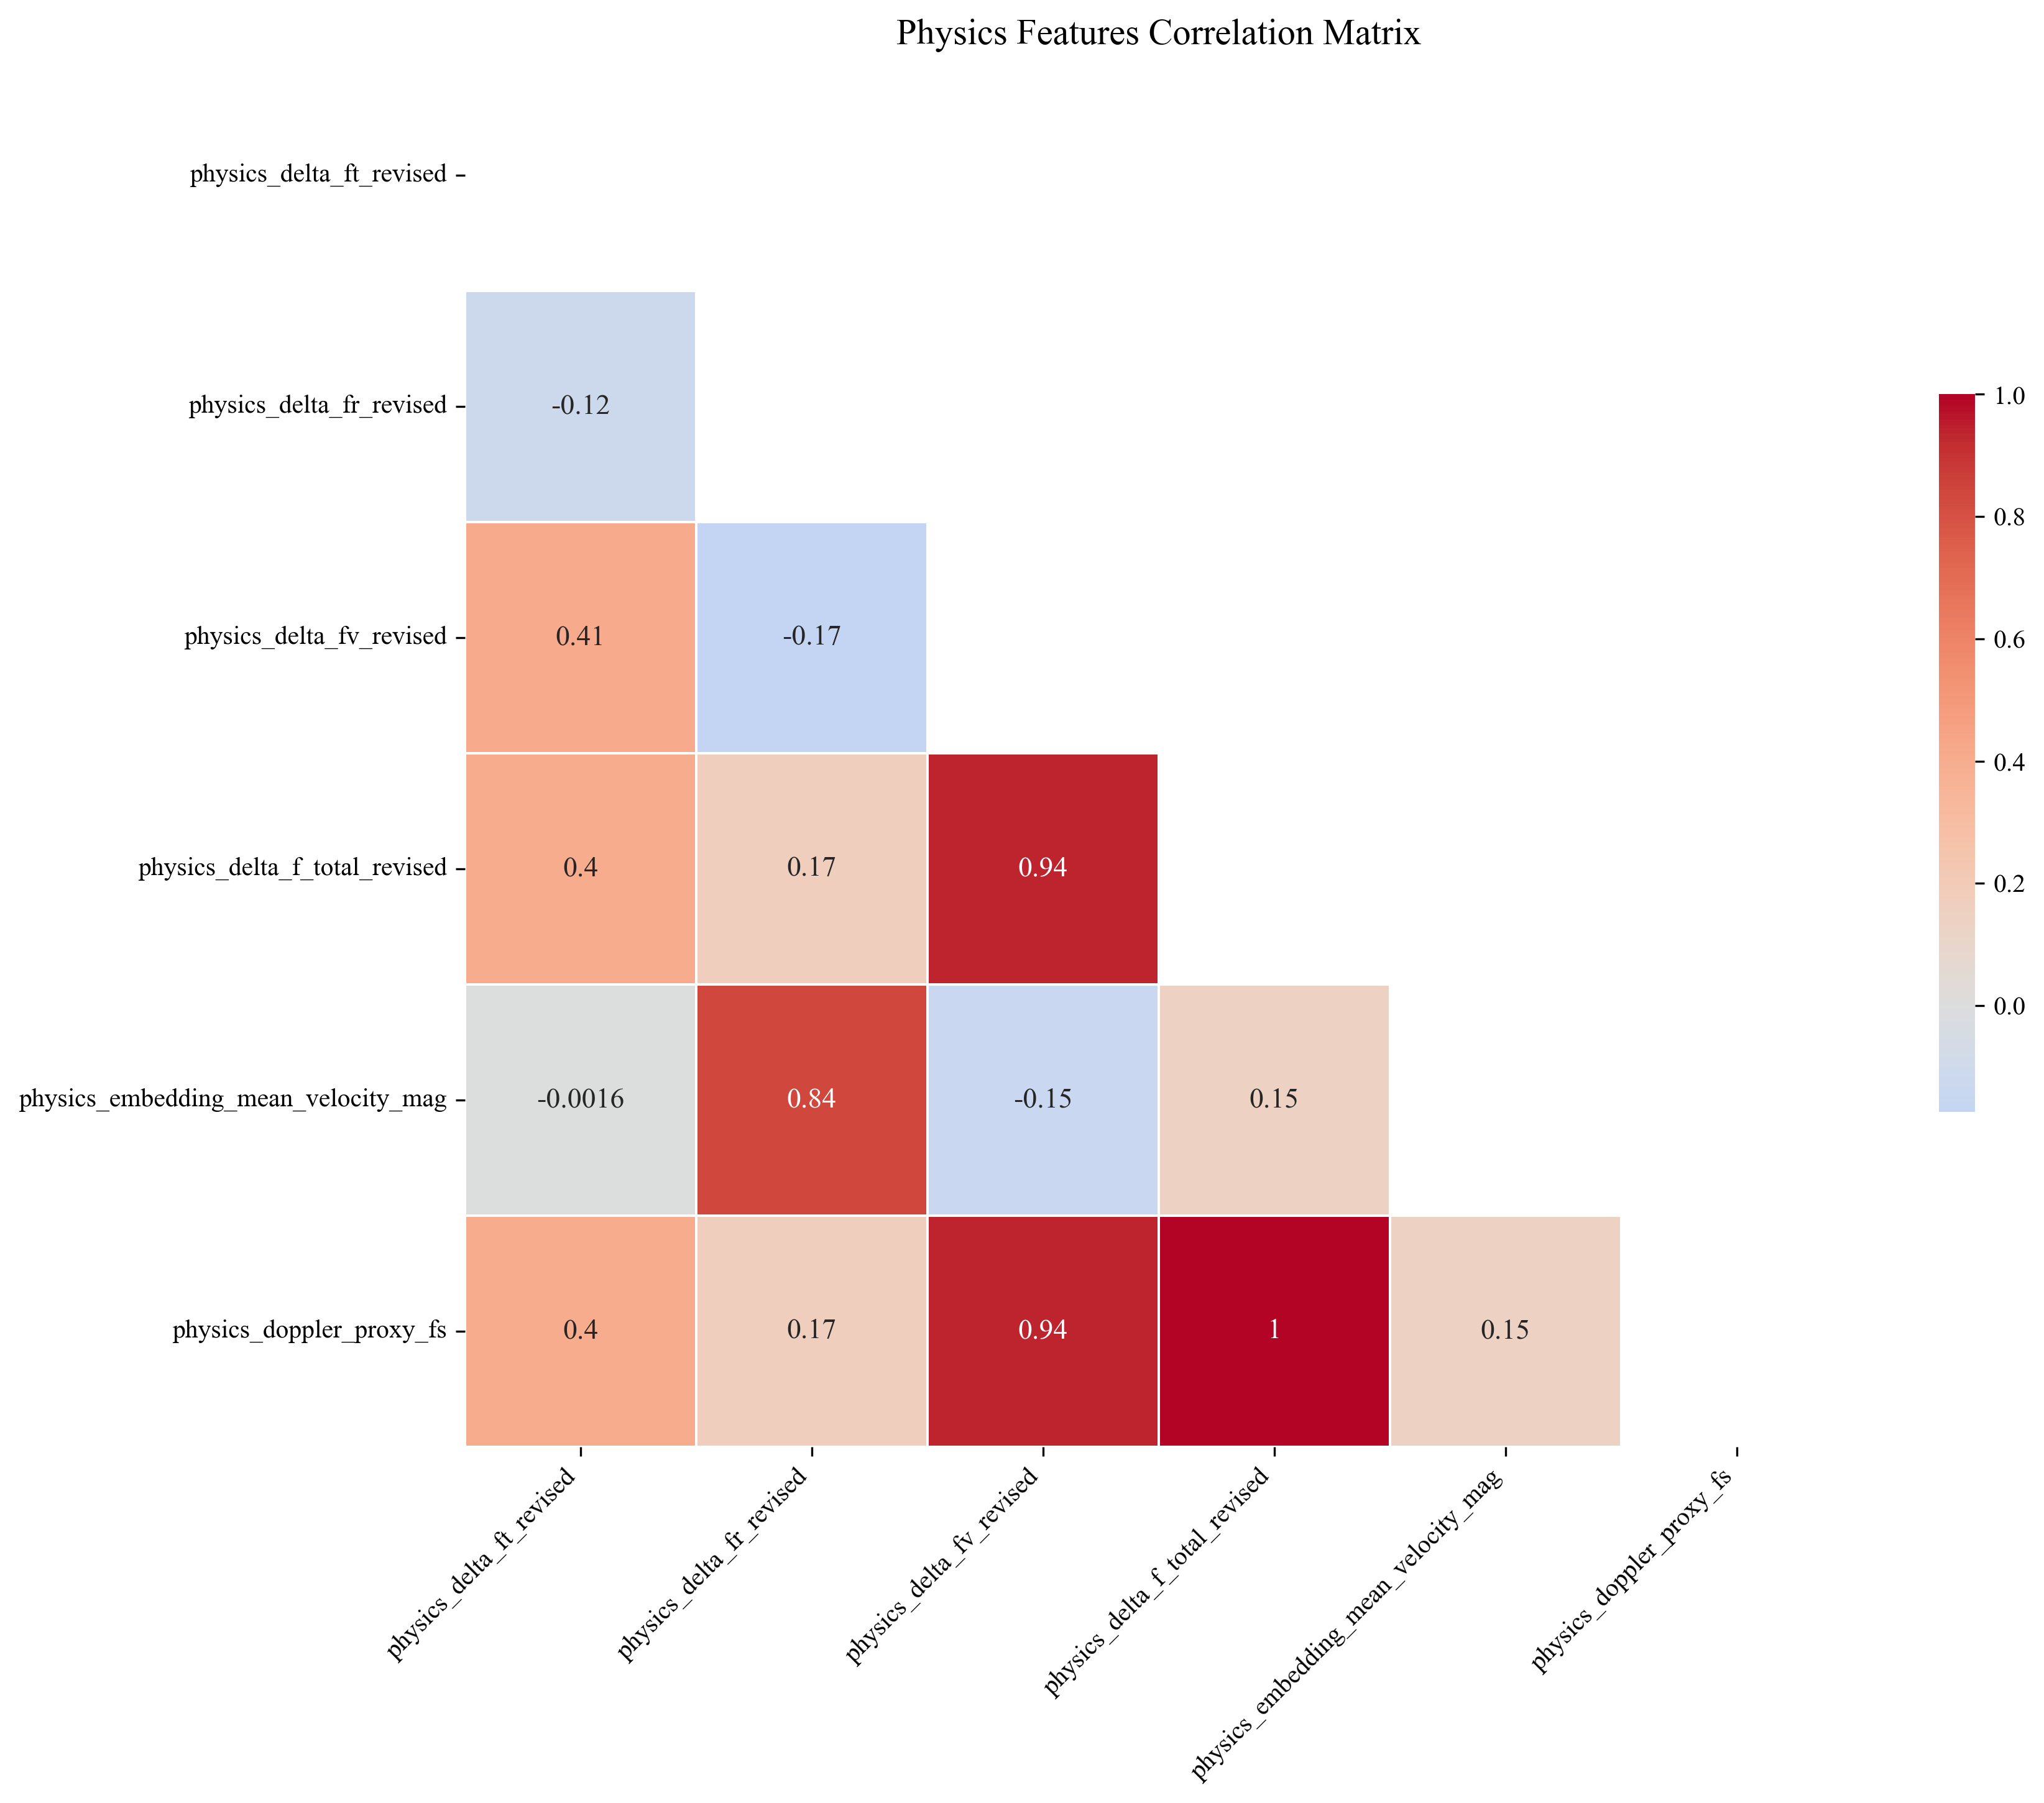 Physics Features Correlation Matrix
physics_delta_ft_revised
physics_delta_fr_revised
-0.12
physics_delta_fv_revised
0.41
-0.17
physics_delta_f_total_revised
0.4
0.17
0.94
physics_embedding_mean_velocity_mag
-0.0016
0.84
-0.15
0.15
physics_doppler_proxy_fs
0.4
0.17
0.94
1
0.15
physics_delta_ft_revised
physics_delta_fr_revised
physics_delta_fv_revised
physics_delta_f_total_revised
physics_embedding_mean_velocity_mag
physics_doppler_proxy_fs
1.0
0.8
0.6
0.4
0.2
0.0